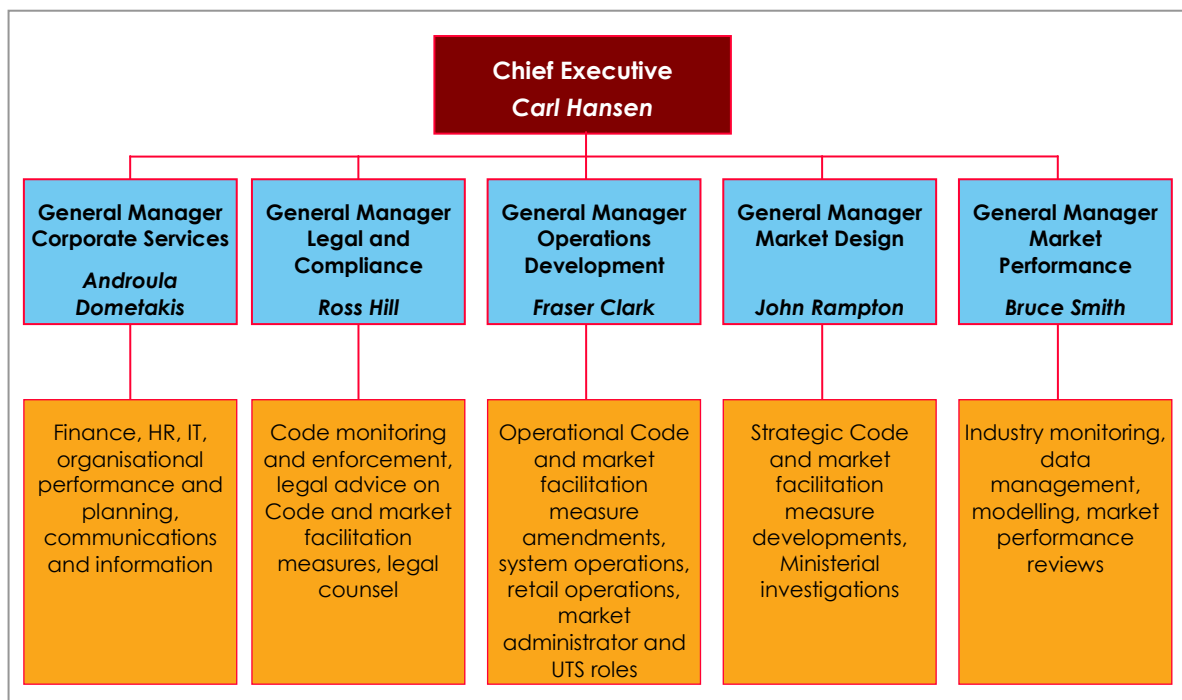 Chief Executive
Carl Hansen
General Manager
Corporate Services
Androula
Dometakis
General Manager
Legal and
Compliance
Ross Hill
General Manager
Operations
Development
Fraser Clark
General Manager
Market Design
John Rampton
General Manager
Market
Performance
Bruce Smith
Finance, HR, IT,
organisational
performance and
planning,
communications
and information
Code monitoring
and enforcement,
legal advice on
Code and market
facilitation
measures, legal
counsel
Operational Code
and market
facilitation
measure
amendments,
system operations,
retail operations,
market
administrator and
UTS roles
Strategic Code
and market
facilitation
measure
developments,
Ministerial
investigations
Industry monitoring,
data
management,
modelling, market
performance
reviews